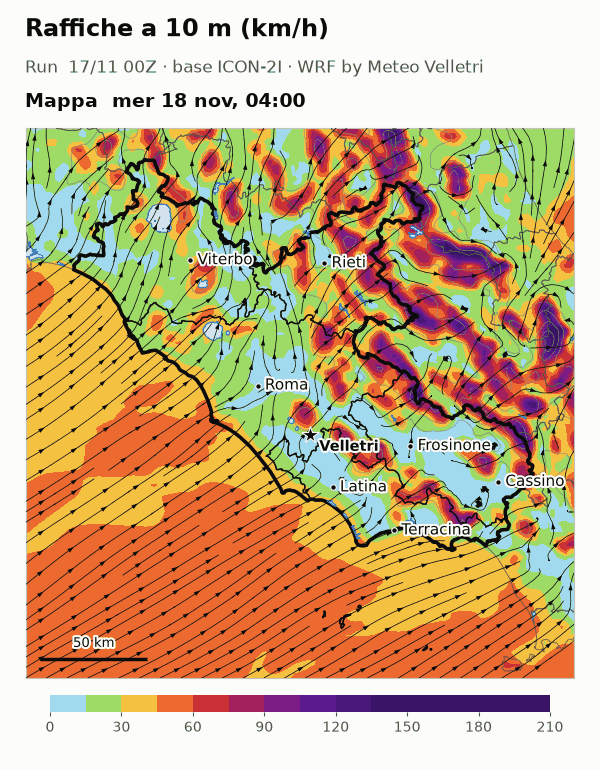 Raffiche a 10 m (km/h)
Run 17/11 00Z · base ICON-2I · WRF by Meteo Velletri
Mappa mer 18 nov, 04:00
Viterbo
Rieti
Roma
Velletri
Frosinone
Latina
Cassino
Terracina
50 km
0 30 60 90 120 150 180 210